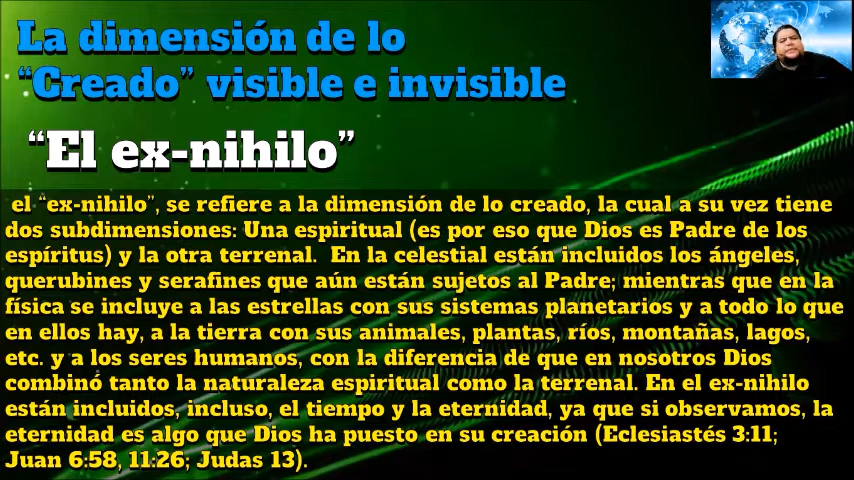 La dimensión de lo
“Creado” visible e invisible
“El ex-nihilo”
el “ex-nihilo”, se refiere a la dimensión de lo creado, la cual a su vez tiene
dos subdimensiones: Una espiritual (es por eso que Dios es Padre de los
espíritus) y la otra terrenal. En la celestial están incluidos los ángeles,
querubines y serafines que aún están sujetos al Padre; mientras que en la
física se incluye a las estrellas con sus sistemas planetarios y a todo lo que
en ellos hay, a la tierra con sus animales, plantas, ríos, montañas, lagos,
etc. y a los seres humanos, con la diferencia de que en nosotros Dios
combinó tanto la naturaleza espiritual como la terrenal. En el ex-nihilo
están incluidos, incluso, el tiempo y la eternidad, ya que si observamos, la
eternidad es algo que Dios ha puesto en su creación (Eclesiastés 3:11;
Juan 6:58, 11:26; Judas 13).